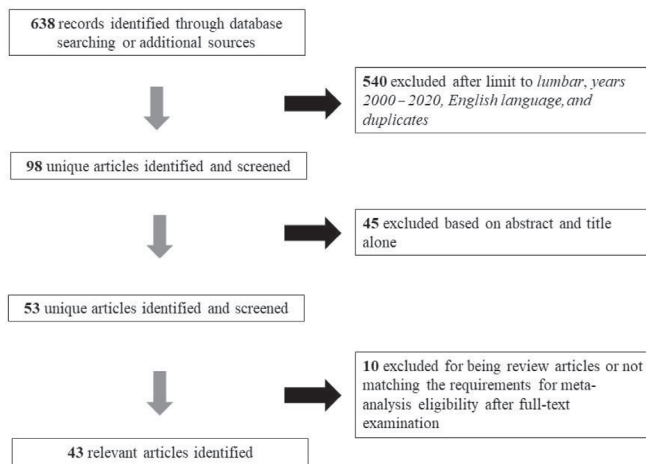 638 records identified through database
searching or additional sources
540 excluded after limit to lumbar, years
2000 – 2020, English language, and
duplicates
98 unique articles identified and screened
45 excluded based on abstract and title
alone
53 unique articles identified and screened
10 excluded for being review articles or not
matching the requirements for meta-
analysis eligibility after full-text
examination
43 relevant articles identified